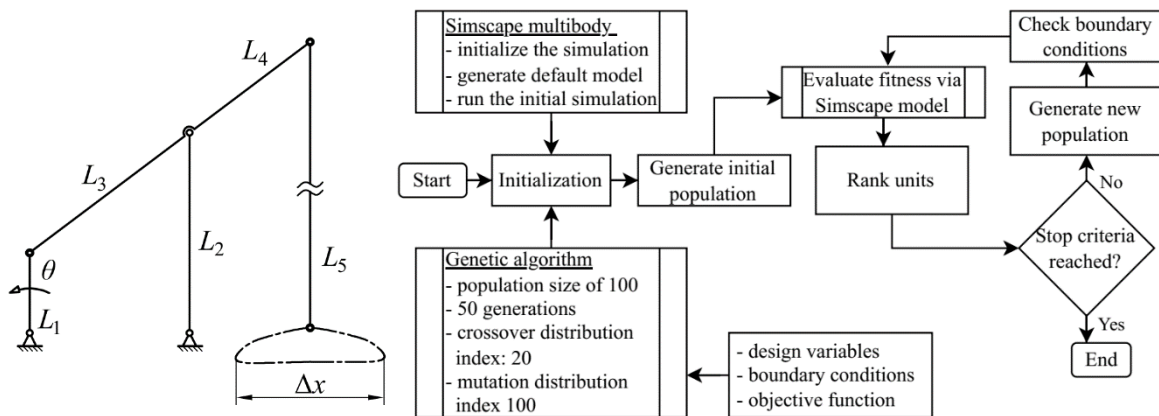 L4
L3
θ
L2
L5
L1
Δx
Simscape multibody
- initialize the simulation
- generate default model
- run the initial simulation
Start
Initialization
Generate initial
population
Genetic algorithm
- population size of 100
- 50 generations
- crossover distribution
index: 20
- mutation distribution
index 100
- design variables
- boundary conditions
- objective function
Evaluate fitness via
Simscape model
Rank units
Check boundary
conditions
Generate new
population
No
Stop criteria
reached?
Yes
End